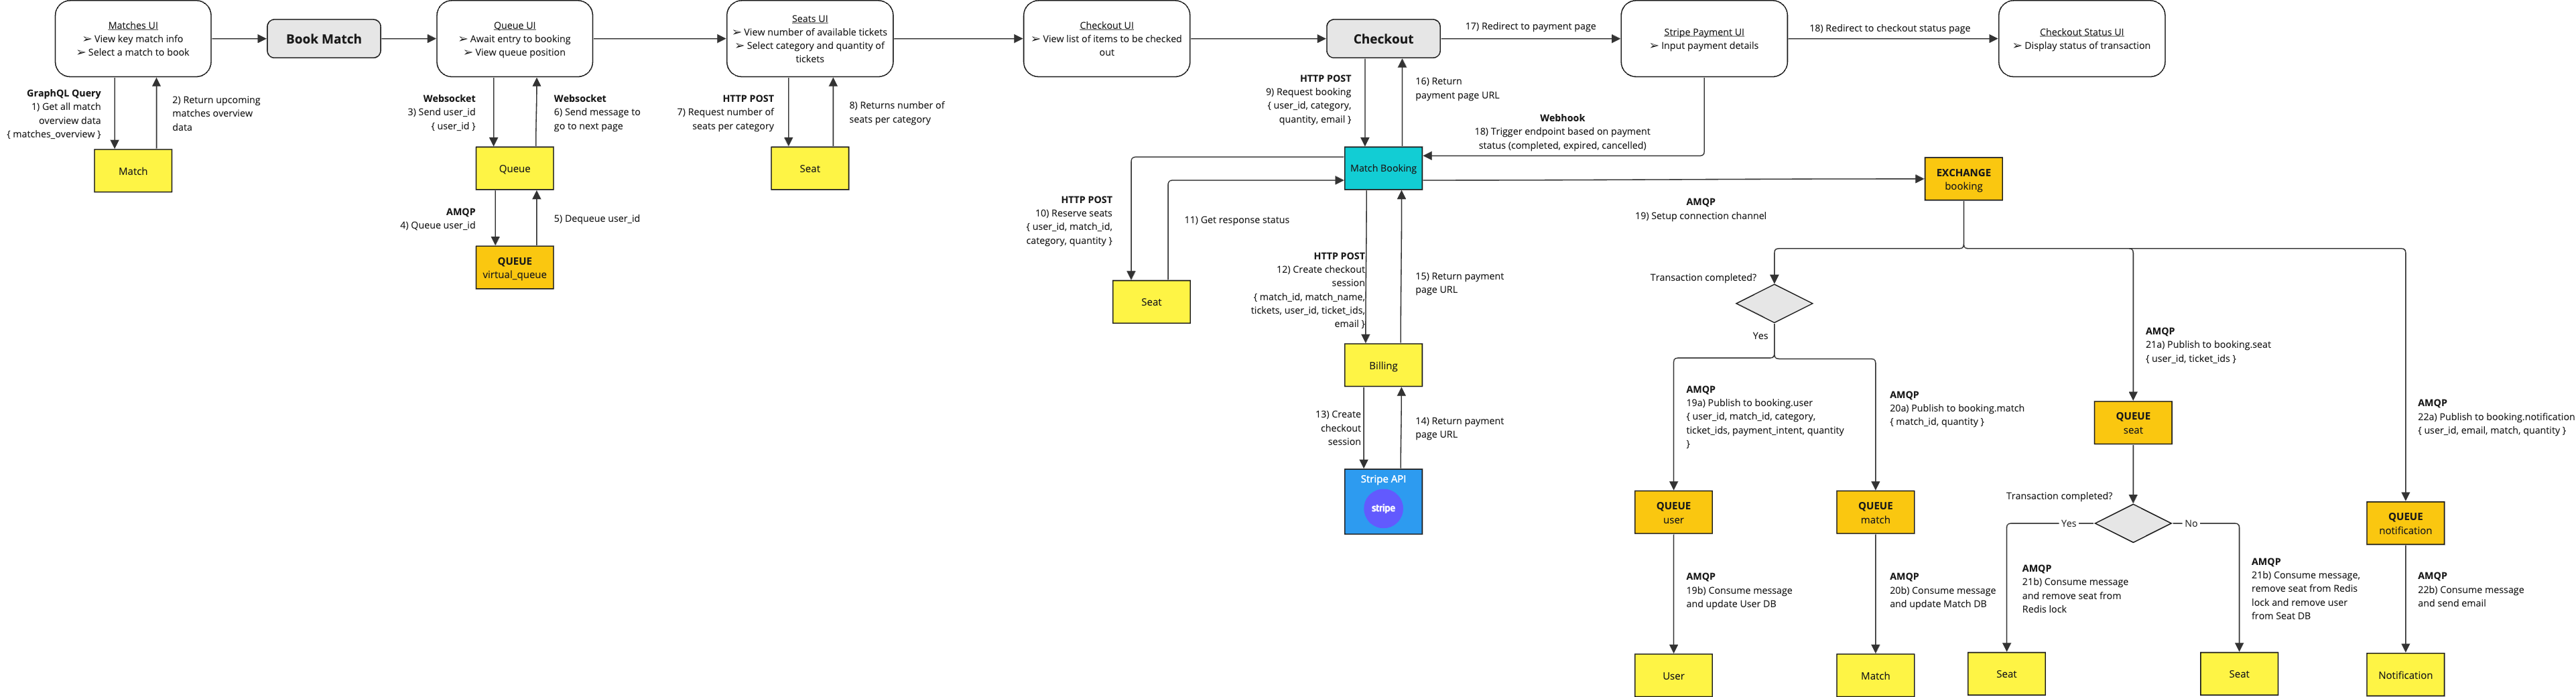 Matches UI
➢ View key match info
➢ Select a match to book
Book Match
Queue UI
➢ Await entry to booking
➢ View queue position
Seats UI
➢ View number of available tickets
➢ Select category and quantity of
tickets
Checkout UI
➢ View list of items to be checked
out
Checkout
17) Redirect to payment page
Stripe Payment UI
➢ Input payment details
18) Redirect to checkout status page
Checkout Status UI
➢ Display status of transaction
GraphQL Query
1) Get all match
overview data
{ matches_overview }
2) Return upcoming
matches overview
data
Match
Websocket
3) Send user_id
{ user_id }
Websocket
6) Send message to
go to next page
Queue
AMQP
4) Queue user_id
5) Dequeue user_id
QUEUE
virtual_queue
HTTP POST
7) Request number of
seats per category
8) Returns number of
seats per category
Seat
HTTP POST
9) Request booking
{ user_id, category,
quantity, email }
16) Return
payment page URL
Webhook
18) Trigger endpoint based on payment
status (completed, expired, cancelled)
Match Booking
HTTP POST
10) Reserve seats
{ user_id, match_id,
category, quantity }
11) Get response status
Seat
HTTP POST
12) Create checkout
session
{ match_id, match_name,
tickets, user_id, ticket_ids,
email }
15) Return payment
page URL
Billing
13) Create
checkout
session
14) Return payment
page URL
Stripe API
stripe
AMQP
19) Setup connection channel
EXCHANGE
booking
Transaction completed?
Yes
AMQP
19a) Publish to booking.user
{ user_id, match_id, category,
ticket_ids, payment_intent, quantity
}
AMQP
20a) Publish to booking.match
{ match_id, quantity }
AMQP
21a) Publish to booking.seat
{ user_id, ticket_ids }
AMQP
22a) Publish to booking.notification
{ user_id, email, match, quantity }
QUEUE
user
QUEUE
match
QUEUE
seat
QUEUE
notification
Transaction completed?
Yes
No
AMQP
19b) Consume message
and update User DB
AMQP
20b) Consume message
and update Match DB
AMQP
21b) Consume message
and remove seat from
Redis lock
AMQP
21b) Consume message,
remove seat from Redis
lock and remove user
from Seat DB
AMQP
22b) Consume message
and send email
User
Match
Seat
Seat
Notification